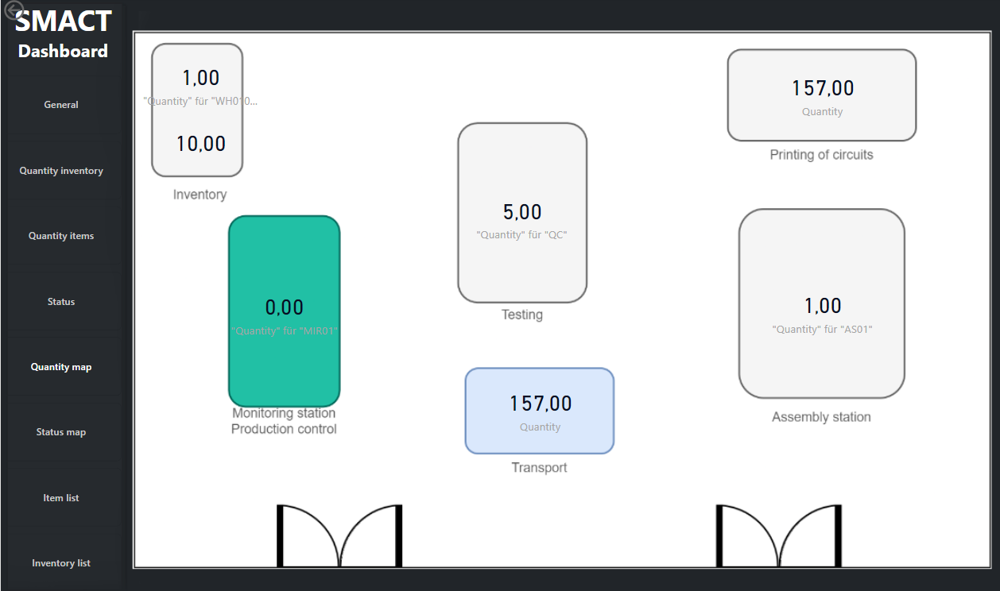 SMACT
Dashboard
General
Quantity inventory
Quantity items
Status
Quantity map
Status map
Item list
Inventory list
1,00
"Quantity" für "WH010...
10,00
Inventory
157,00
Quantity
Printing of circuits
5,00
"Quantity" für "QC"
Testing
0,00
"Quantity" für "MIR01"
Monitoring station
Production control
1,00
"Quantity" für "AS01"
Assembly station
157,00
Quantity
Transport